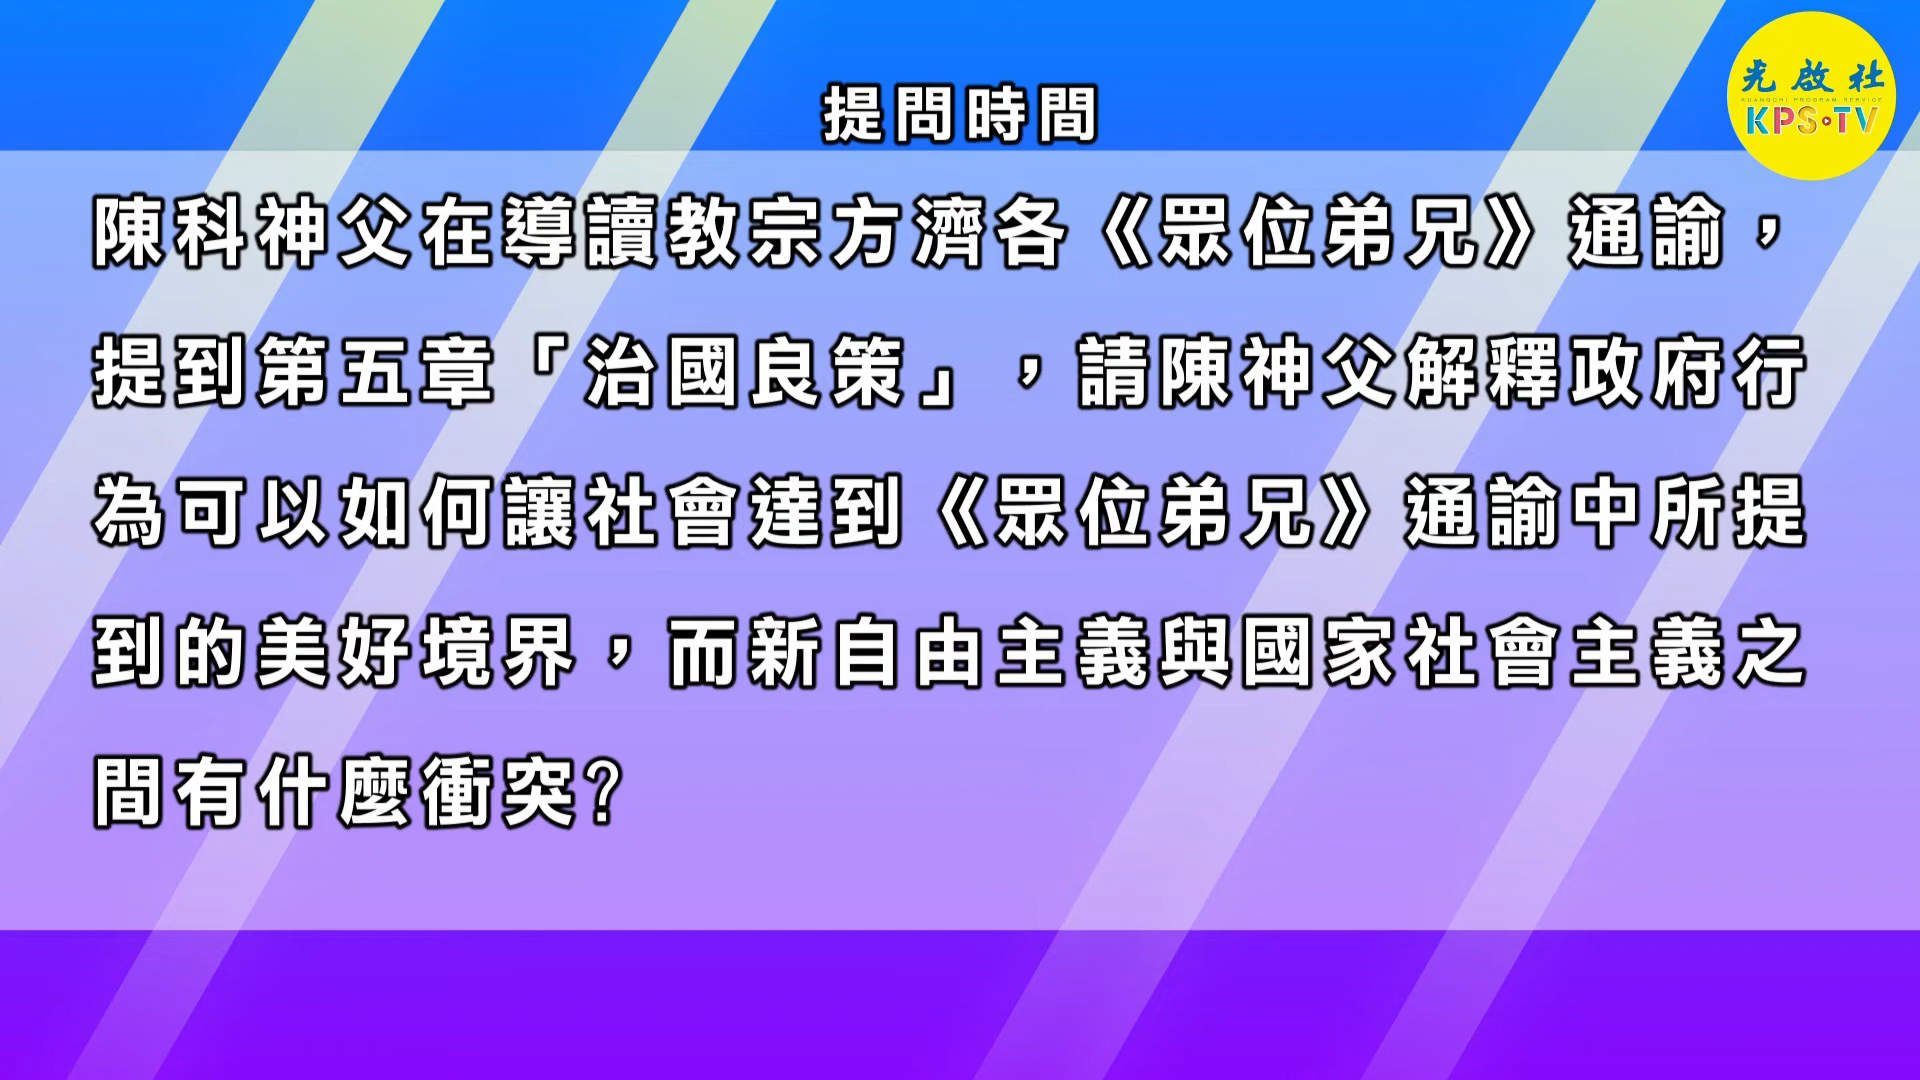 光啟社
KUANGCHI PROGRAM SERVICE
KPS TV
提問時間
陳科神父在導讀教宗方濟各《眾位弟兄》通諭，
提到第五章「治國良策」，請陳神父解釋政府行
為可以如何讓社會達到《眾位弟兄》通諭中所提
到的美好境界，而新自由主義與國家社會主義之
間有什麼衝突?